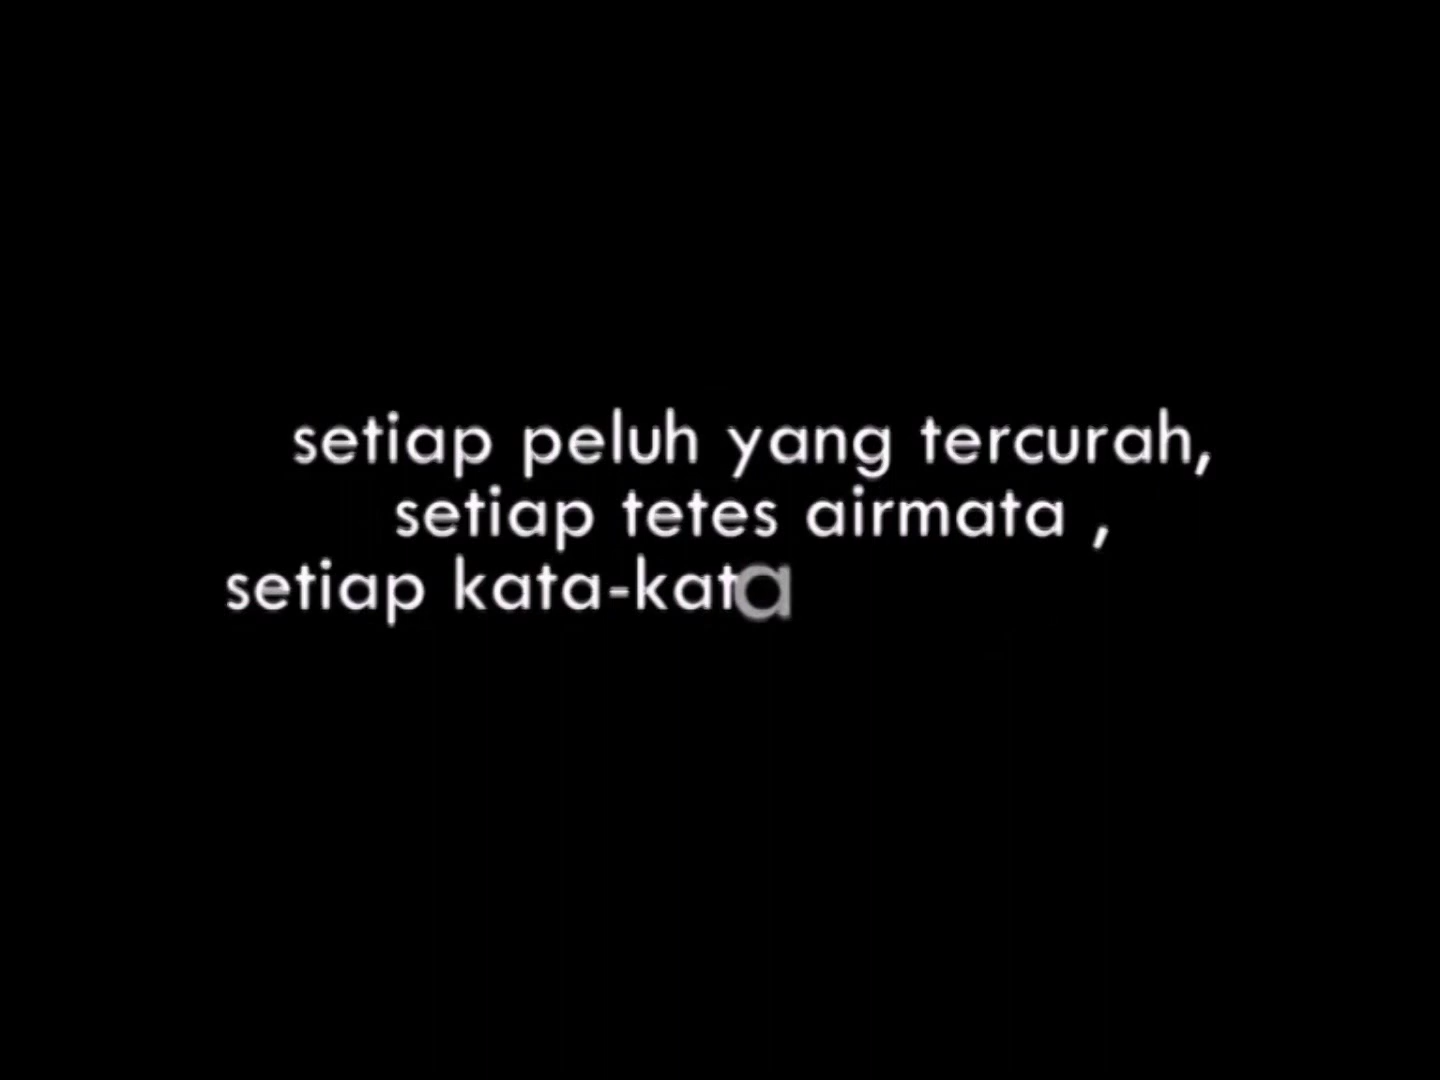 setiap peluh yang tercurah,
setiap tetes airmata ,
setiap kata-kata